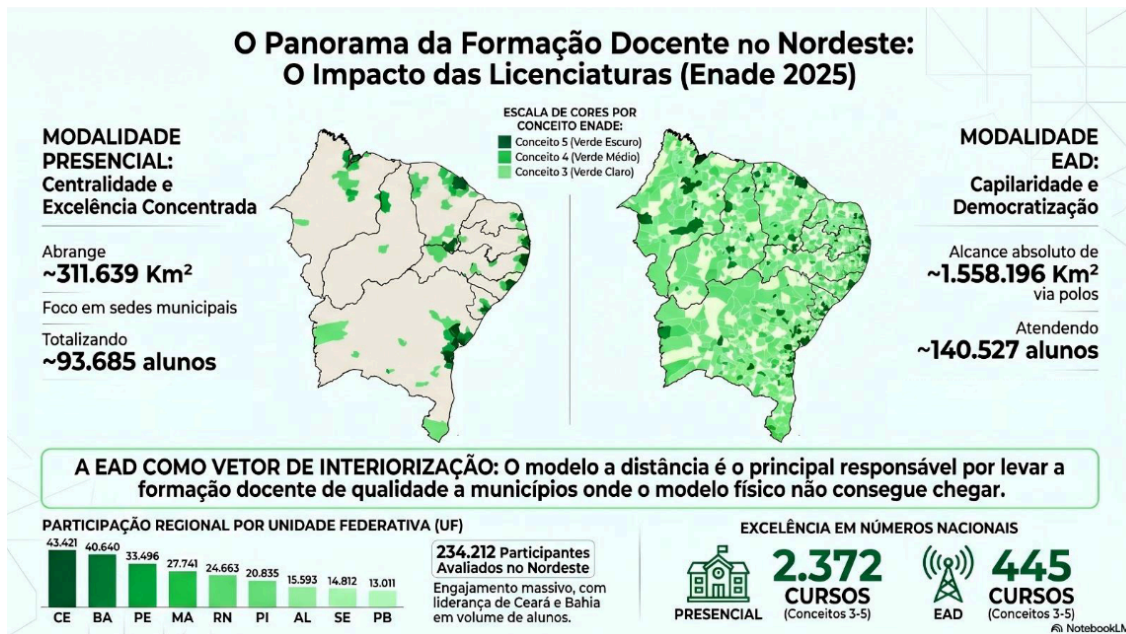 O Panorama da Formação Docente no Nordeste:
O Impacto das Licenciaturas (Enade 2025)
MODALIDADE
PRESENCIAL:
Centralidade e
Excelência Concentrada
Abrange
~311.639 Km²
Foco em sedes municipais
Totalizando
~93.685 alunos
ESCALA DE CORES POR
CONCEITO ENADE:
Conceito 5 (Verde Escuro)
Conceito 4 (Verde Médio)
Conceito 3 (Verde Claro)
MODALIDADE
EAD:
Capilaridade e
Democratização
Alcance absoluto de
~1.558.196 Km²
via polos
Atendendo
~140.527 alunos
A EAD COMO VETOR DE INTERIORIZAÇÃO: O modelo a distância é o principal responsável por levar a
formação docente de qualidade a municípios onde o modelo físico não consegue chegar.
PARTICIPAÇÃO REGIONAL POR UNIDADE FEDERATIVA (UF)
43.421 40.640 33.496 27.741 24.663 20.835 15.593 14.812 13.011
CE BA PE MA RN PI AL SE PB
234.212 Participantes
Avaliados no Nordeste
Engajamento massivo, com
liderança de Ceará e Bahia
em volume de alunos.
EXCELÊNCIA EM NÚMEROS NACIONAIS
PRESENCIAL
2.372
CURSOS
(Conceitos 3-5)
EAD
445
CURSOS
(Conceitos 3-5)
NotebookLM